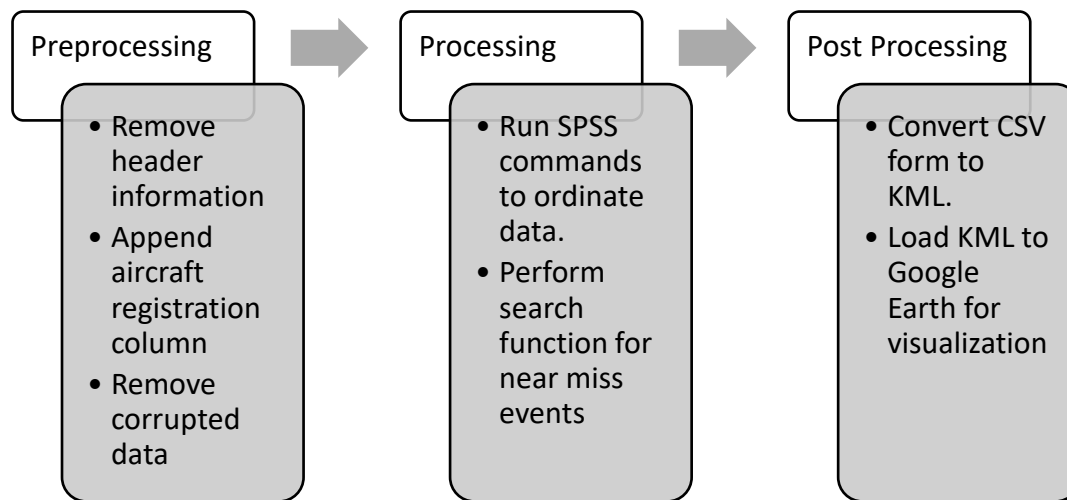 Preprocessing
• Remove
header
information
• Append
aircraft
registration
column
• Remove
corrupted
data
Processing
• Run SPSS
commands
to ordinate
data.
• Perform
search
function for
near miss
events
Post Processing
• Convert CSV
form to
KML.
• Load KML to
Google
Earth for
visualization